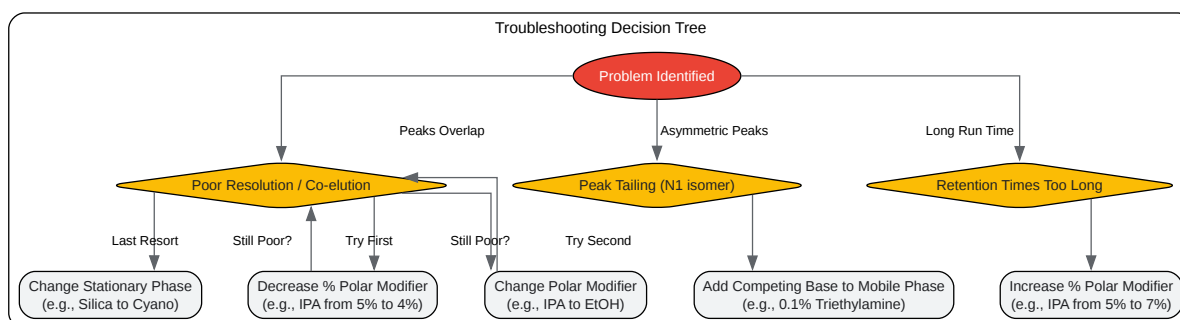 Troubleshooting Decision Tree
Problem Identified
Peaks Overlap
Asymmetric Peaks
Long Run Time
Poor Resolution / Co-elution
Peak Tailing (N1 isomer)
Retention Times Too Long
Last Resort
Still Poor?
Try First
Still Poor?
Try Second
Change Stationary Phase
(e.g., Silica to Cyano)
Decrease % Polar Modifier
(e.g., IPA from 5% to 4%)
Change Polar Modifier
(e.g., IPA to EtOH)
Add Competing Base to Mobile Phase
(e.g., 0.1% Triethylamine)
Increase % Polar Modifier
(e.g., IPA from 5% to 7%)